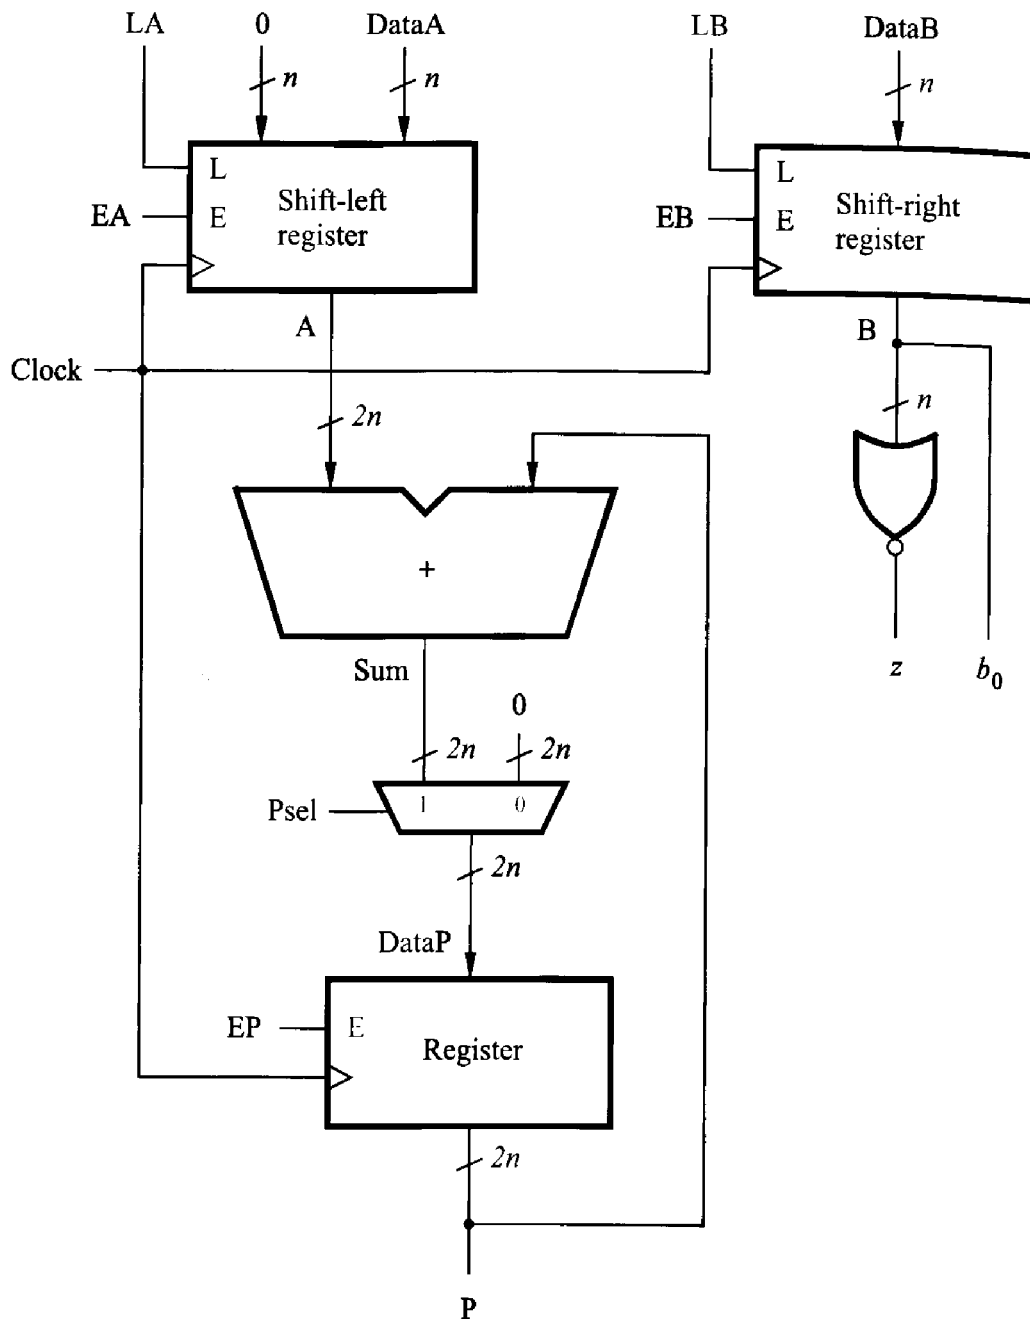 LA 0 DataA LB DataB
n n n
L Shift-left register
EA E
L Shift-right register
EB E
A B
Clock
2n n
+
Sum z b0
0
2n 2n
Psel 1 0
2n
DataP
EP E Register
2n
P